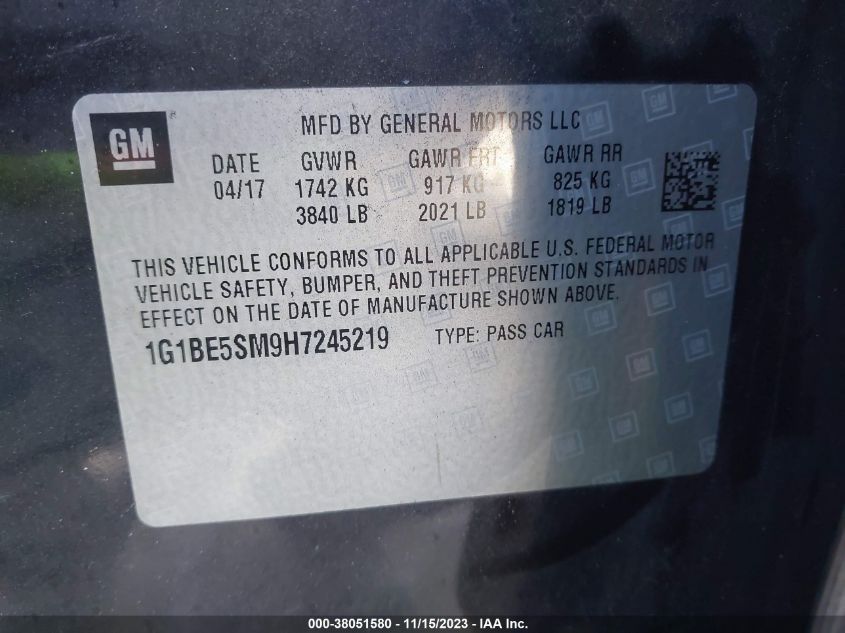 GM
MFD BY GENERAL MOTORS LLC
DATE GVWR GAWR FRT GAWR RR
04/17 1742 KG 917 KG 825 KG
3840 LB 2021 LB 1819 LB
THIS VEHICLE CONFORMS TO ALL APPLICABLE U.S. FEDERAL MOTOR
VEHICLE SAFETY, BUMPER, AND THEFT PREVENTION STANDARDS IN
EFFECT ON THE DATE OF MANUFACTURE SHOWN ABOVE.
1G1BE5SM9H7245219 TYPE: PASS CAR
000-38051580 - 11/15/2023 - IAA Inc.